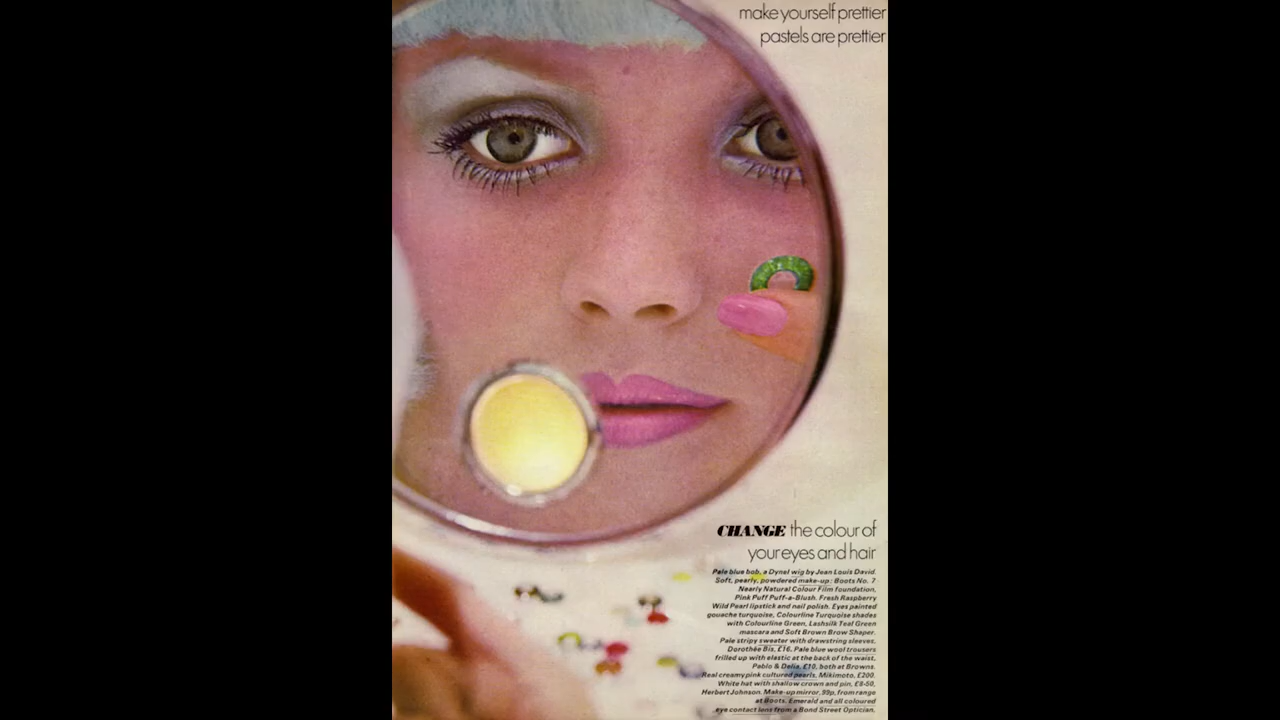 make yourself prettier
pastels are prettier
CHANGE the colour of
your eyes and hair
Pale blue bob, a Dynel wig by Jean Louis David.
Soft, pearly, powdered make-up: Boots No. 7
Nearly Natural Colour Film foundation,
Pink Puff Puff-a-Blush. Fresh Raspberry
Wild Pearl lipstick and nail polish. Eyes painted
gouache turquoise, Colourline Turquoise shades
with Colourline Green, Lashsilk Teal Green
mascara and Soft Brown Brow Shaper.
Pale stripy sweater with drawstring sleeves,
Dorothée Bis, £16. Pale blue wool trousers
frilled up with elastic at the back of the waist,
Pablo & Delia, £10, both at Browns.
Real creamy pink cultured pearls, Mikimoto, £200.
White hat with shallow crown and pin, £8·50,
Herbert Johnson. Make-up mirror, 99p, from range
at Boots. Emerald and all coloured
eye contact lens from a Bond Street Optician.